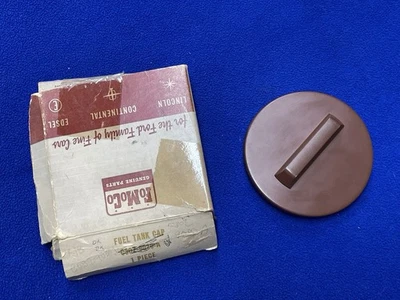 EDSEL E CONTINENTAL LINCOLN
for the Ford Family of Fine Cars
FoMoCo
GENUINE PARTS
FUEL TANK CAP
1 PIECE